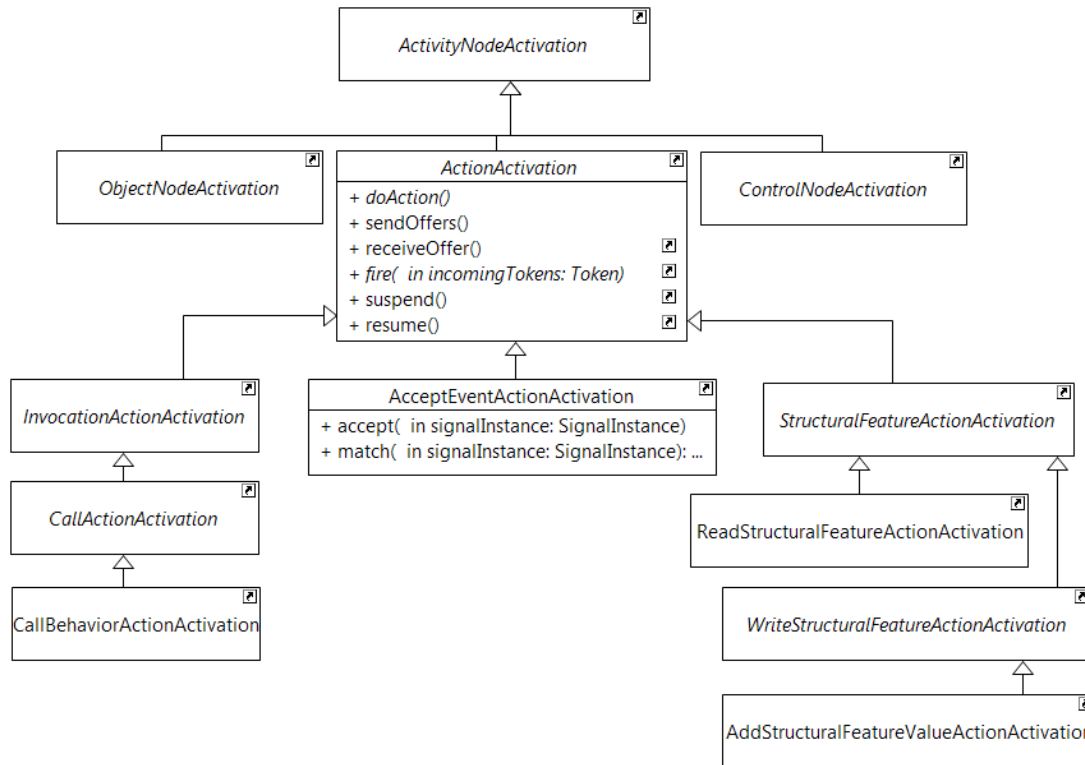 ActivityNodeActivation
ObjectNodeActivation
ActionActivation
+ doAction()
+ sendOffers()
+ receiveOffer()
+ fire( in incomingTokens: Token)
+ suspend()
+ resume()
ControlNodeActivation
InvocationActionActivation
AcceptEventActionActivation
+ accept( in signalInstance: SignalInstance)
+ match( in signalInstance: SignalInstance): ...
StructuralFeatureActionActivation
CallActionActivation
ReadStructuralFeatureActionActivation
CallBehaviorActionActivation
WriteStructuralFeatureActionActivation
AddStructuralFeatureValueActionActivation